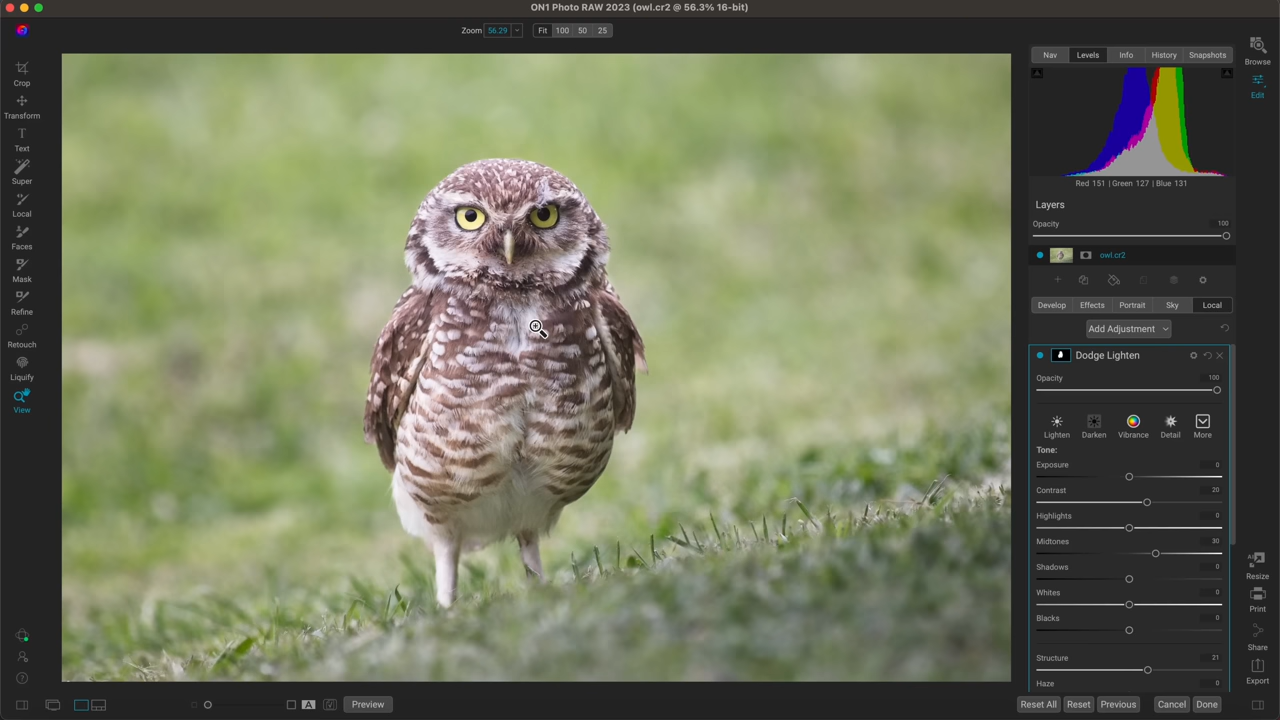 ON1 Photo RAW 2023 (owl.cr2 @ 56.3% 16-bit)
Zoom 56.29 Fit 100 50 25
Crop
Transform
Text
Super
Local
Faces
Mask
Refine
Retouch
Liquify
View
Nav Levels Info History Snapshots
Red 151 | Green 127 | Blue 131
Layers
Opacity 100
owl.cr2
Develop Effects Portrait Sky Local
Add Adjustment
Dodge Lighten
Opacity 100
Lighten Darken Vibrance Detail More
Tone:
Exposure 0
Contrast 20
Highlights 0
Midtones 30
Shadows 0
Whites 0
Blacks 0
Structure 21
Haze 0
Browse
Edit
Resize
Print
Share
Export
A
Preview
Reset All Reset Previous Cancel Done